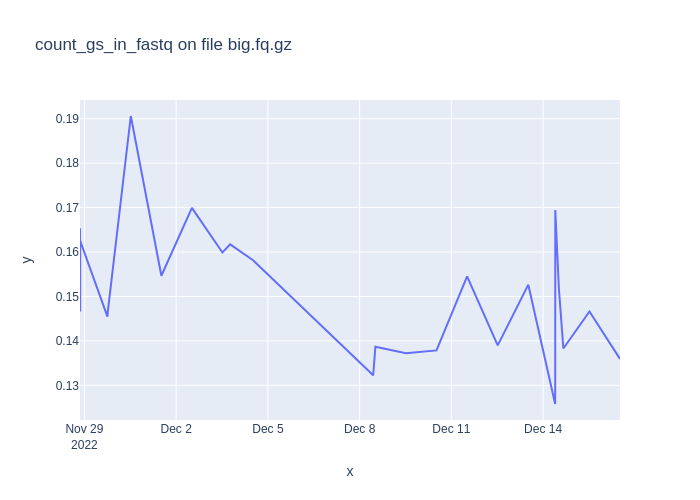 count_gs_in_fastq on file big.fq.gz
0.19
0.18
0.17
0.16
0.15
0.14
0.13
y
Nov 29 Dec 2 Dec 5 Dec 8 Dec 11 Dec 14
2022
x